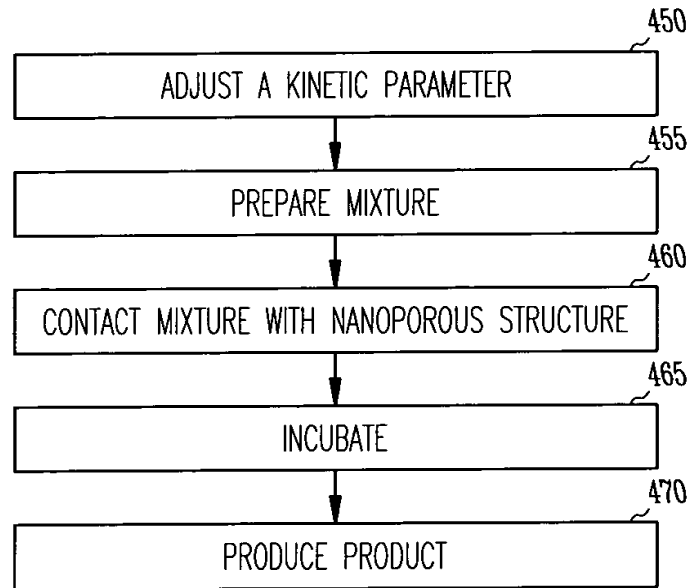 450
ADJUST A KINETIC PARAMETER
455
PREPARE MIXTURE
460
CONTACT MIXTURE WITH NANOPOROUS STRUCTURE
465
INCUBATE
470
PRODUCE PRODUCT